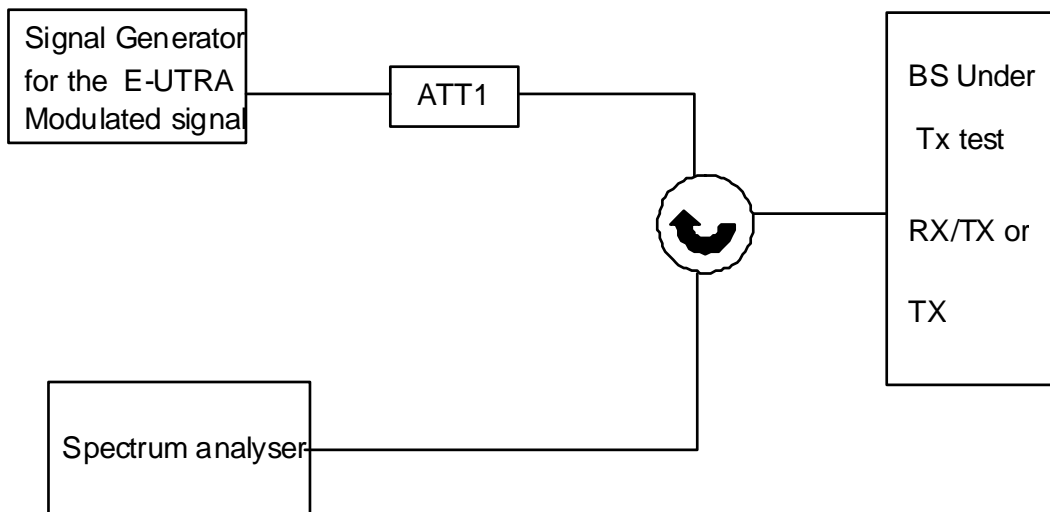 Signal Generator
for the E-UTRA
Modulated signal
ATT1
BS Under
Tx test
RX/TX or
TX
Spectrum analyser